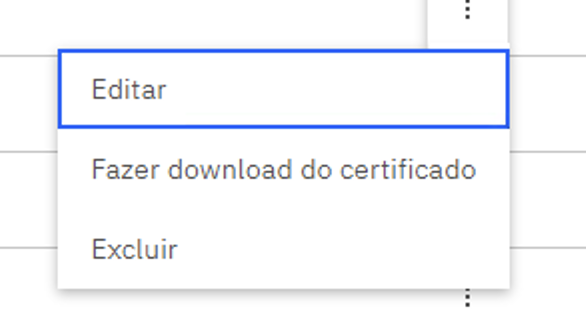 Editar
Fazer download do certificado
Excluir